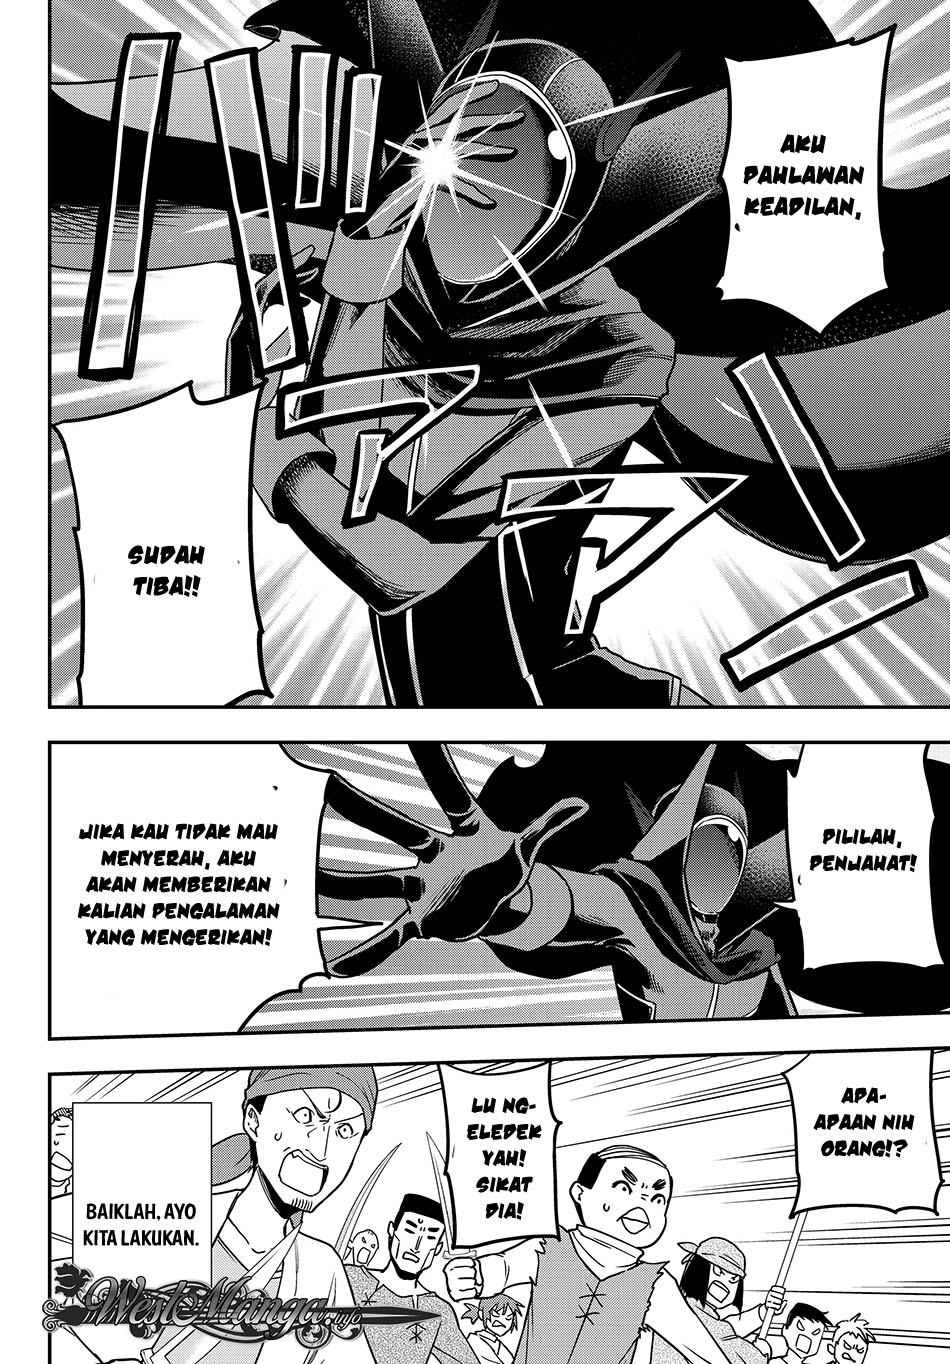 AKU
PAHLAWAN
KEADILAN,
SUDAH
TIBA!!
PILILAH,
PENJAHAT!
JIKA KAU TIDAK MAU
MENYERAH, AKU
AKAN MEMBERIKAN
KALIAN PENGALAMAN
YANG MENGERIKAN!
APA-
APAAN NIH
ORANG!?
LU NG-
ELEDEK
YAH!
SIKAT
DIA!
BAIKLAH, AYO
KITA LAKUKAN.
WestManga.info